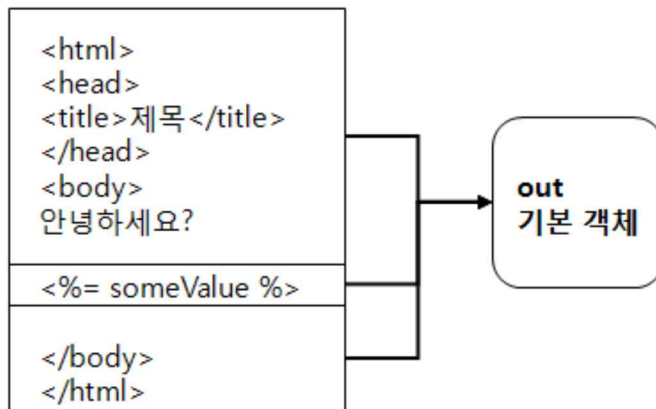 <html>
<head>
<title>제목</title>
</head>
<body>
안녕하세요?
<%= someValue %>
</body>
</html>
out
기본 객체